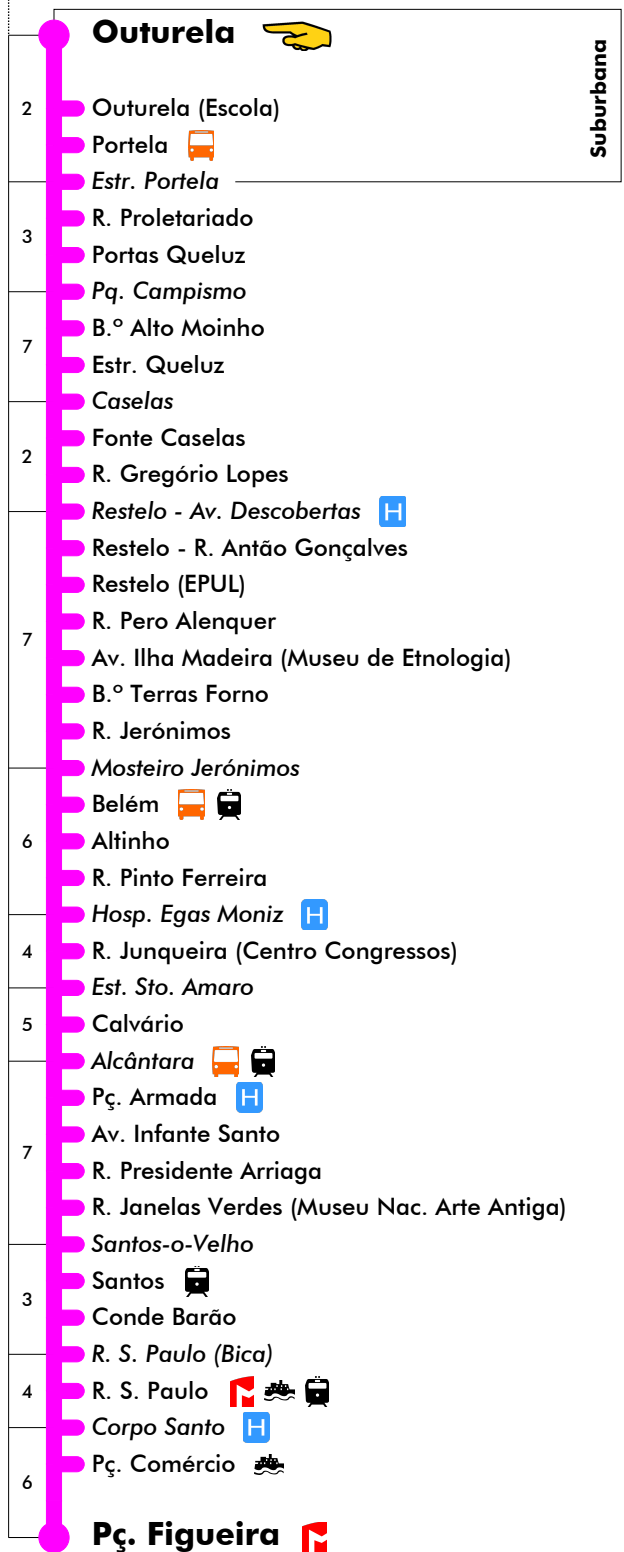 Outurela
Suburbana
2
Outurela (Escola)
Portela
Estr. Portela
R. Proletariado
3
Portas Queluz
Pq. Campismo
B.º Alto Moinho
7
Estr. Queluz
Caselas
Fonte Caselas
2
R. Gregório Lopes
Restelo - Av. Descobertas H
Restelo - R. Antão Gonçalves
Restelo (EPUL)
R. Pero Alenquer
7
Av. Ilha Madeira (Museu de Etnologia)
B.º Terras Forno
R. Jerónimos
Mosteiro Jerónimos
Belém
6
Altinho
R. Pinto Ferreira
Hosp. Egas Moniz H
4
R. Junqueira (Centro Congressos)
Est. Sto. Amaro
5
Calvário
Alcântara
Pç. Armada H
Av. Infante Santo
7
R. Presidente Arriaga
R. Janelas Verdes (Museu Nac. Arte Antiga)
Santos-o-Velho
Santos
3
Conde Barão
R. S. Paulo (Bica)
4
R. S. Paulo
Corpo Santo H
Pç. Comércio
6
Pç. Figueira